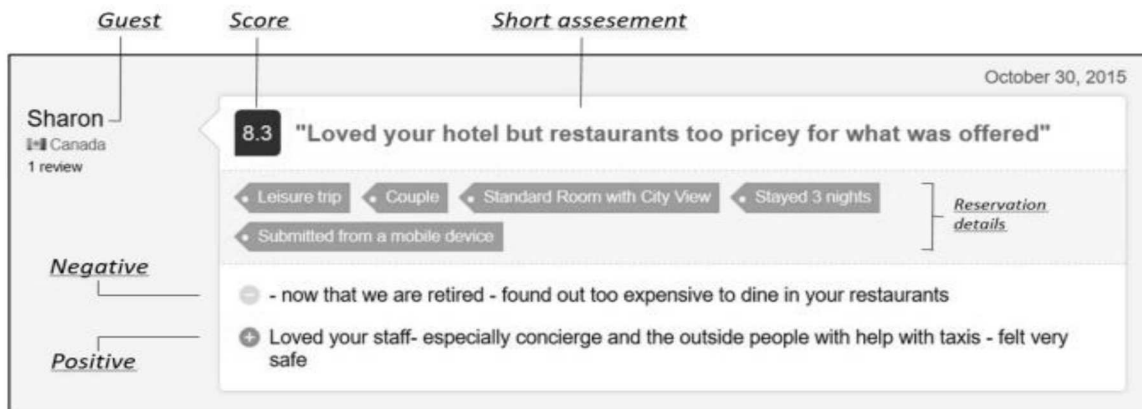 Guest
Score
Short assesement
October 30, 2015
Sharon
Canada
1 review
8.3
"Loved your hotel but restaurants too pricey for what was offered"
Leisure trip
Couple
Standard Room with City View
Stayed 3 nights
Submitted from a mobile device
Reservation
details
Negative
- now that we are retired - found out too expensive to dine in your restaurants
Positive
Loved your staff- especially concierge and the outside people with help with taxis - felt very
safe